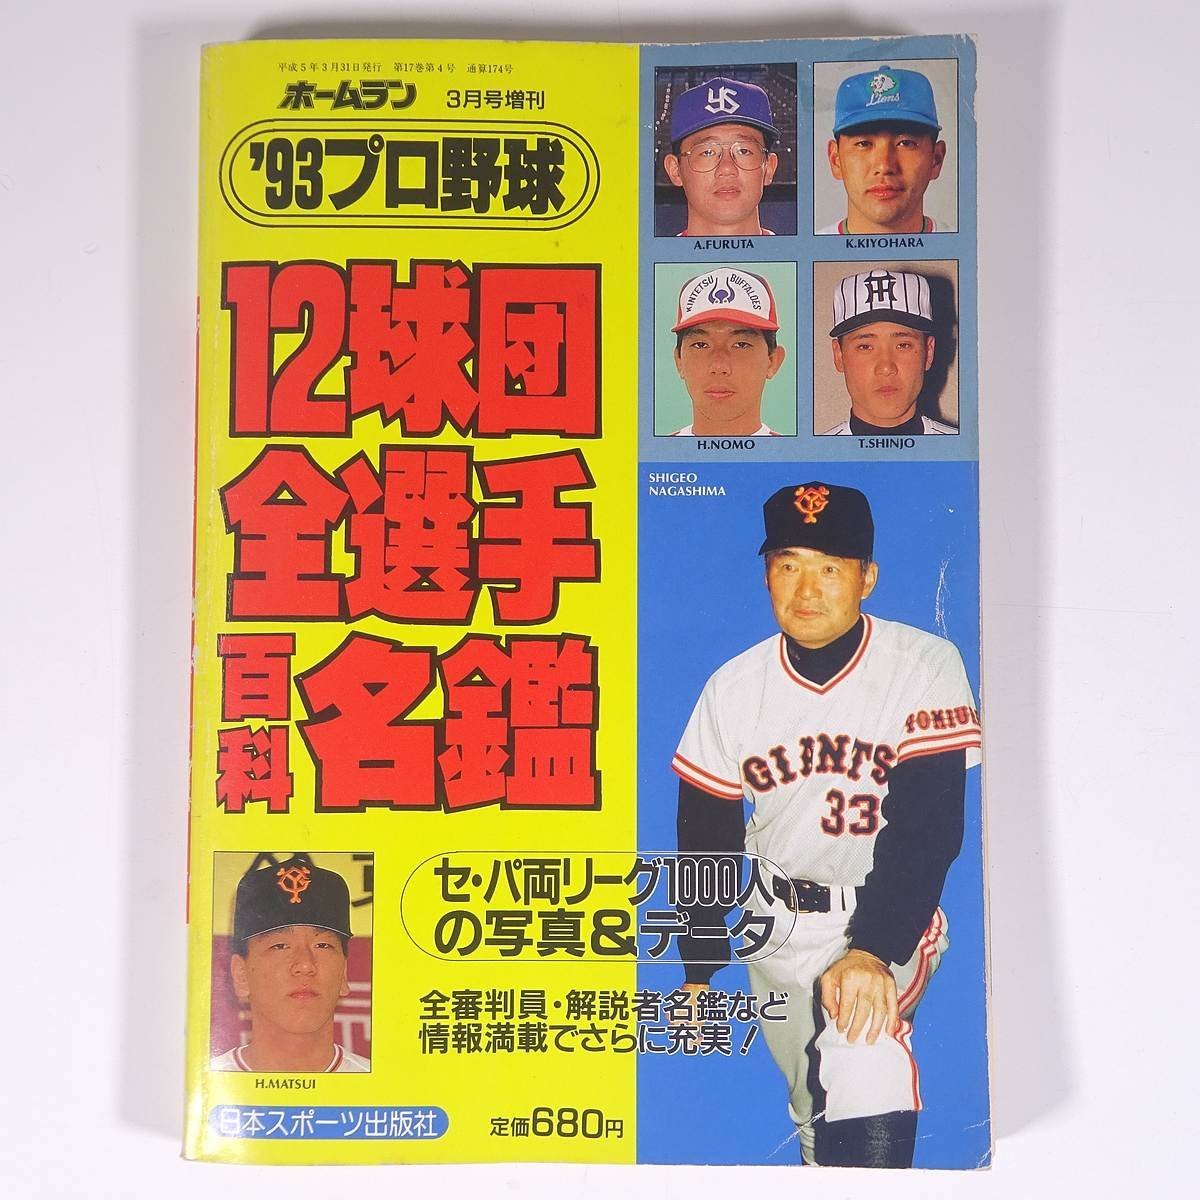 平成5年3月31日発行 第17巻第4号 通算174号
ホームラン 3月号増刊
'93プロ野球
12球団
全選手
百科名鑑
YS
Lions
A.FURUTA
K.KIYOHARA
KINTETSU BUFFALOES
H.NOMO
T.SHINJO
SHIGEO
NAGASHIMA
YOMIURI
GIANTS
33
セ・パ両リーグ1000人
の写真&データ
全審判員・解説者名鑑など
情報満載でさらに充実!
H.MATSUI
日本スポーツ出版社
定価680円